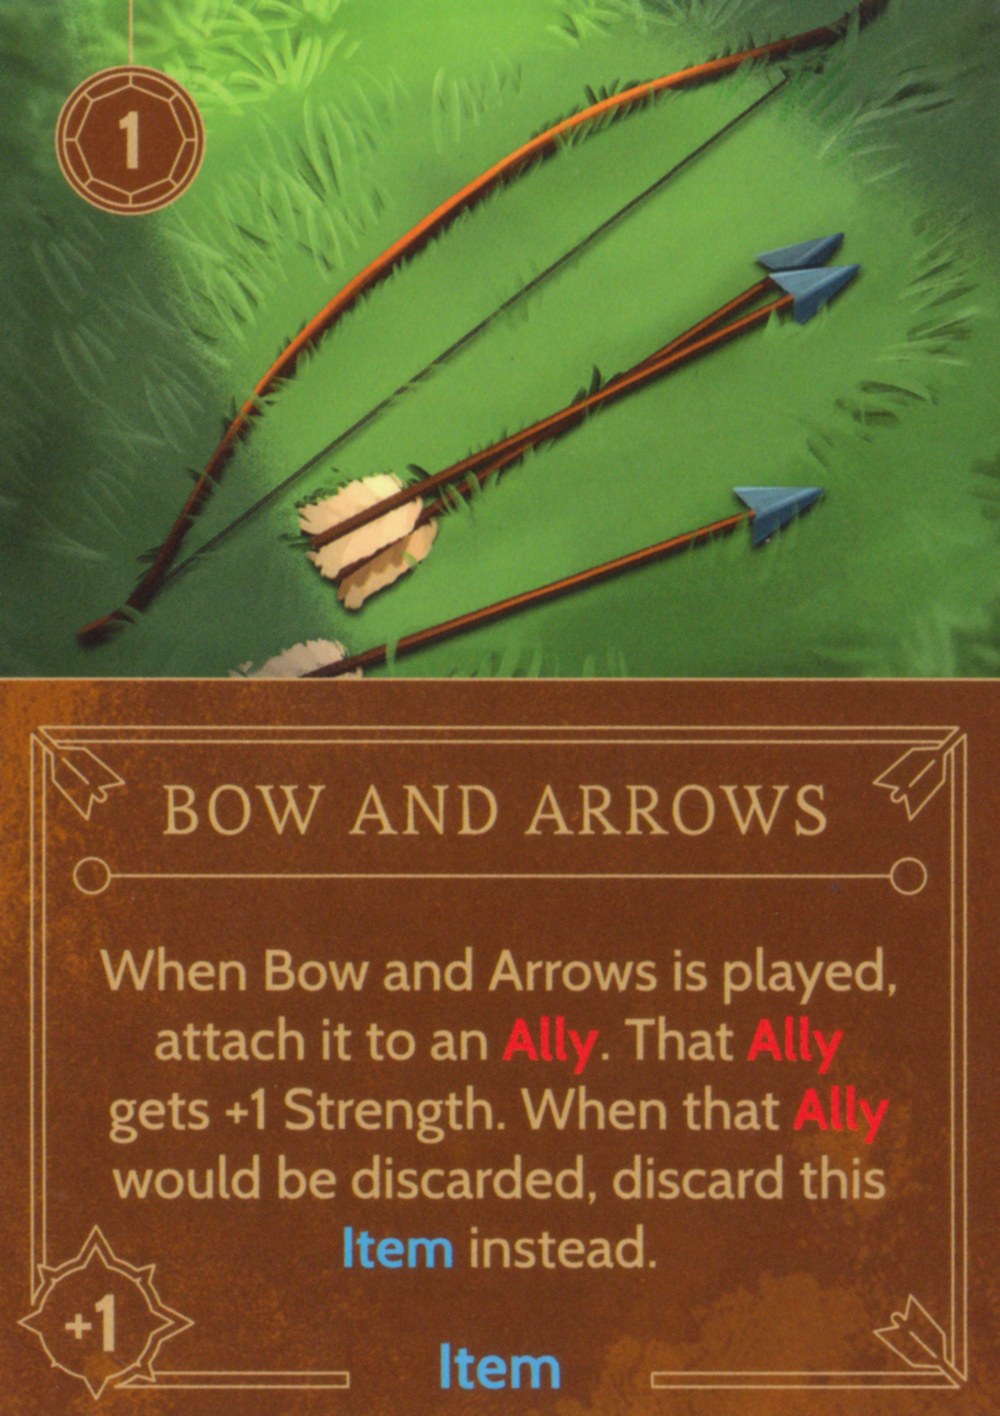 1
BOW AND ARROWS
When Bow and Arrows is played,
attach it to an Ally. That Ally
gets +1 Strength. When that Ally
would be discarded, discard this
Item instead.
+1
Item